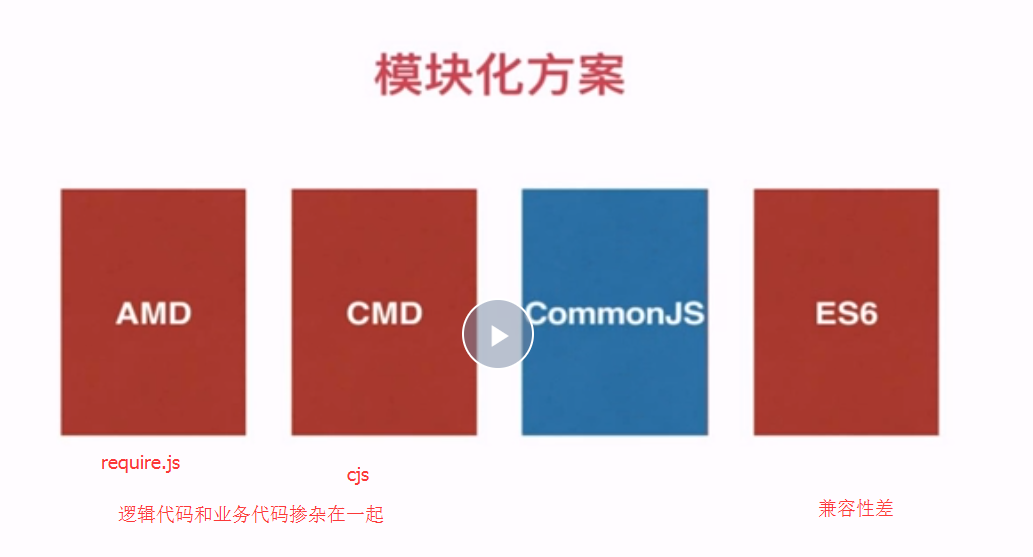 模块化方案
AMD
CMD
CommonJS
ES6
require.js
cjs
逻辑代码和业务代码掺杂在一起
兼容性差